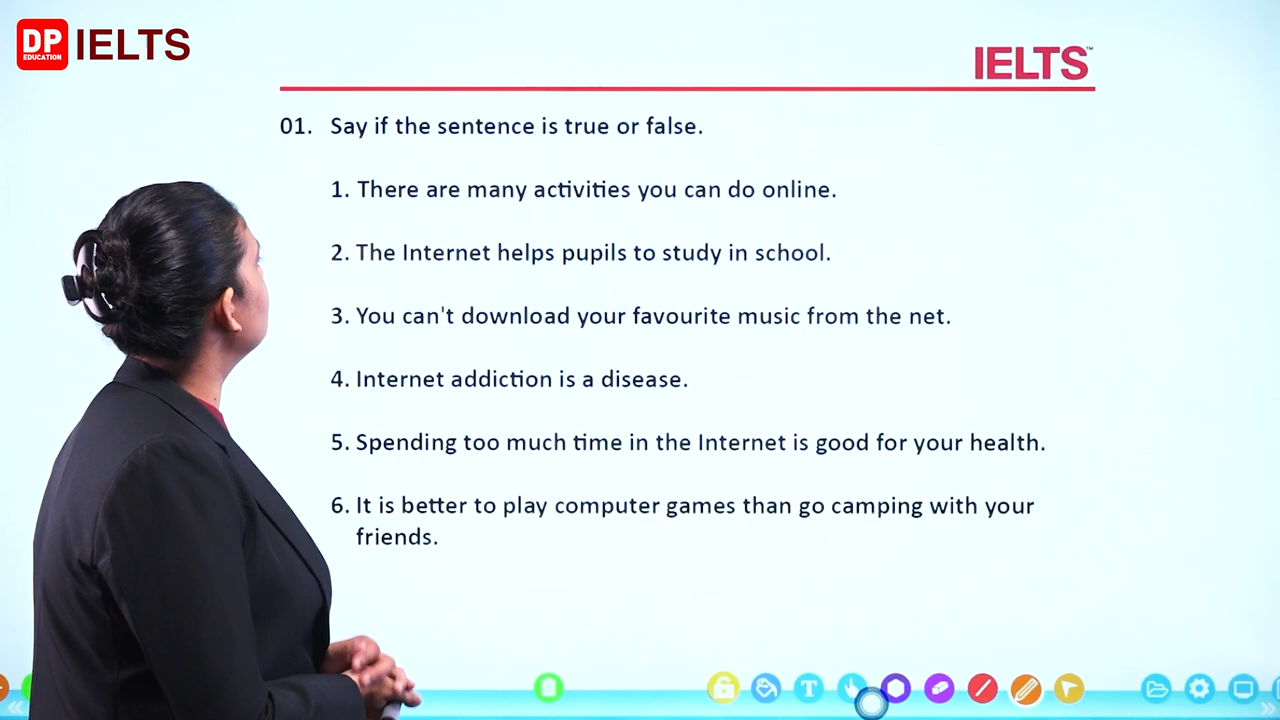 DP
EDUCATION
IELTS
IELTS™
01. Say if the sentence is true or false.
1. There are many activities you can do online.
2. The Internet helps pupils to study in school.
3. You can't download your favourite music from the net.
4. Internet addiction is a disease.
5. Spending too much time in the Internet is good for your health.
6. It is better to play computer games than go camping with your
friends.
T